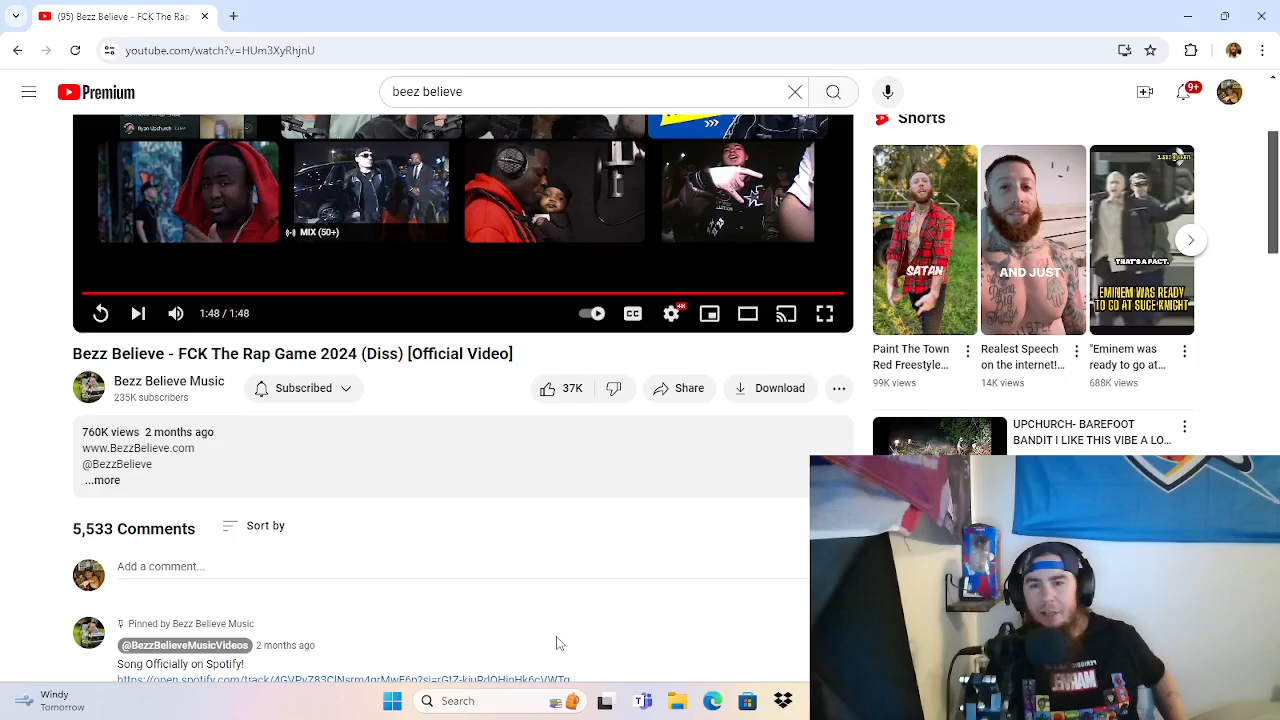 (95) Bezz Believe - FCK The Rap
youtube.com/watch?v=HUm3XyRhjnU
Premium
beez believe
9+
Ryan Upchurch
MIX (50+)
1:48 / 1:48
CC
Bezz Believe - FCK The Rap Game 2024 (Diss) [Official Video]
Bezz Believe Music
235K subscribers
Subscribed
37K
Share
Download
760K views 2 months ago
www.BezzBelieve.com
@BezzBelieve
...more
5,533 Comments
Sort by
Add a comment...
Pinned by Bezz Believe Music
@BezzBelieveMusicVideos 2 months ago
Song Officially on Spotify!
Shorts
SATAN
AND JUST
THAT'S A FACT.
EMINEM WAS READY
TO GO AT SUGE KNIGHT
Paint The Town
Red Freestyle...
99K views
Realest Speech
on the internet!...
14K views
"Eminem was
ready to go at...
688K views
UPCHURCH- BAREFOOT
BANDIT I LIKE THIS VIBE A LO...
MARVEL
Windy
Tomorrow
Search